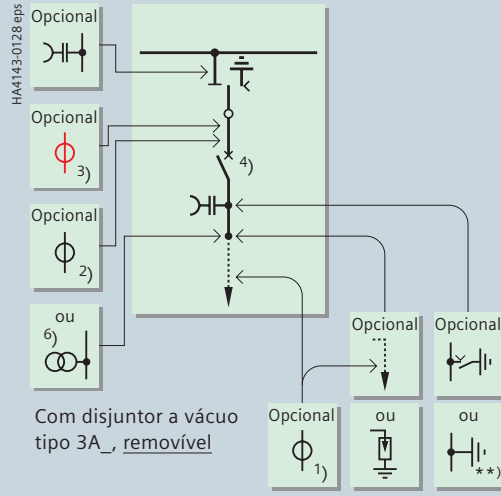 HA4143-0128 eps
Opcional
Opcional
3)
Opcional
2)
ou
6)
4)
Com disjuntor a vácuo
tipo 3A_, removível
Opcional
1)
Opcional
ou
Opcional
ou
**)